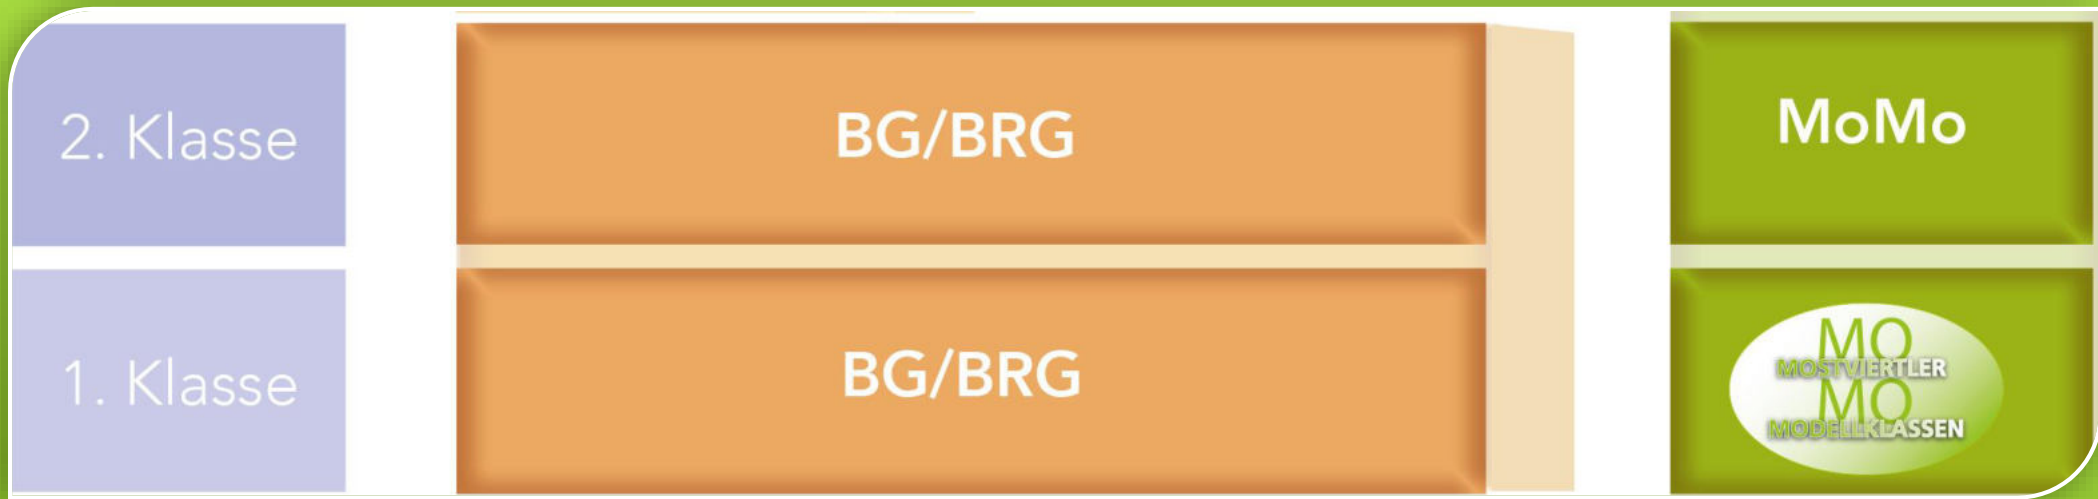 2. Klasse
BG/BRG
MoMo
1. Klasse
BG/BRG
MO
MOSTVIERTLER
MO
MODELLKLASSEN